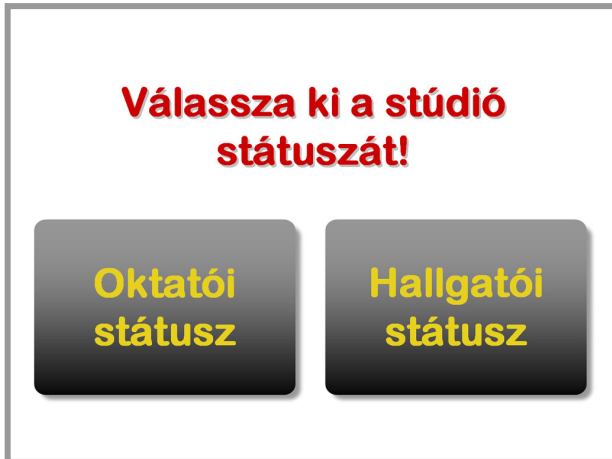 Válassza ki a stúdió
státuszát!
Oktatói
státusz
Hallgatói
státusz